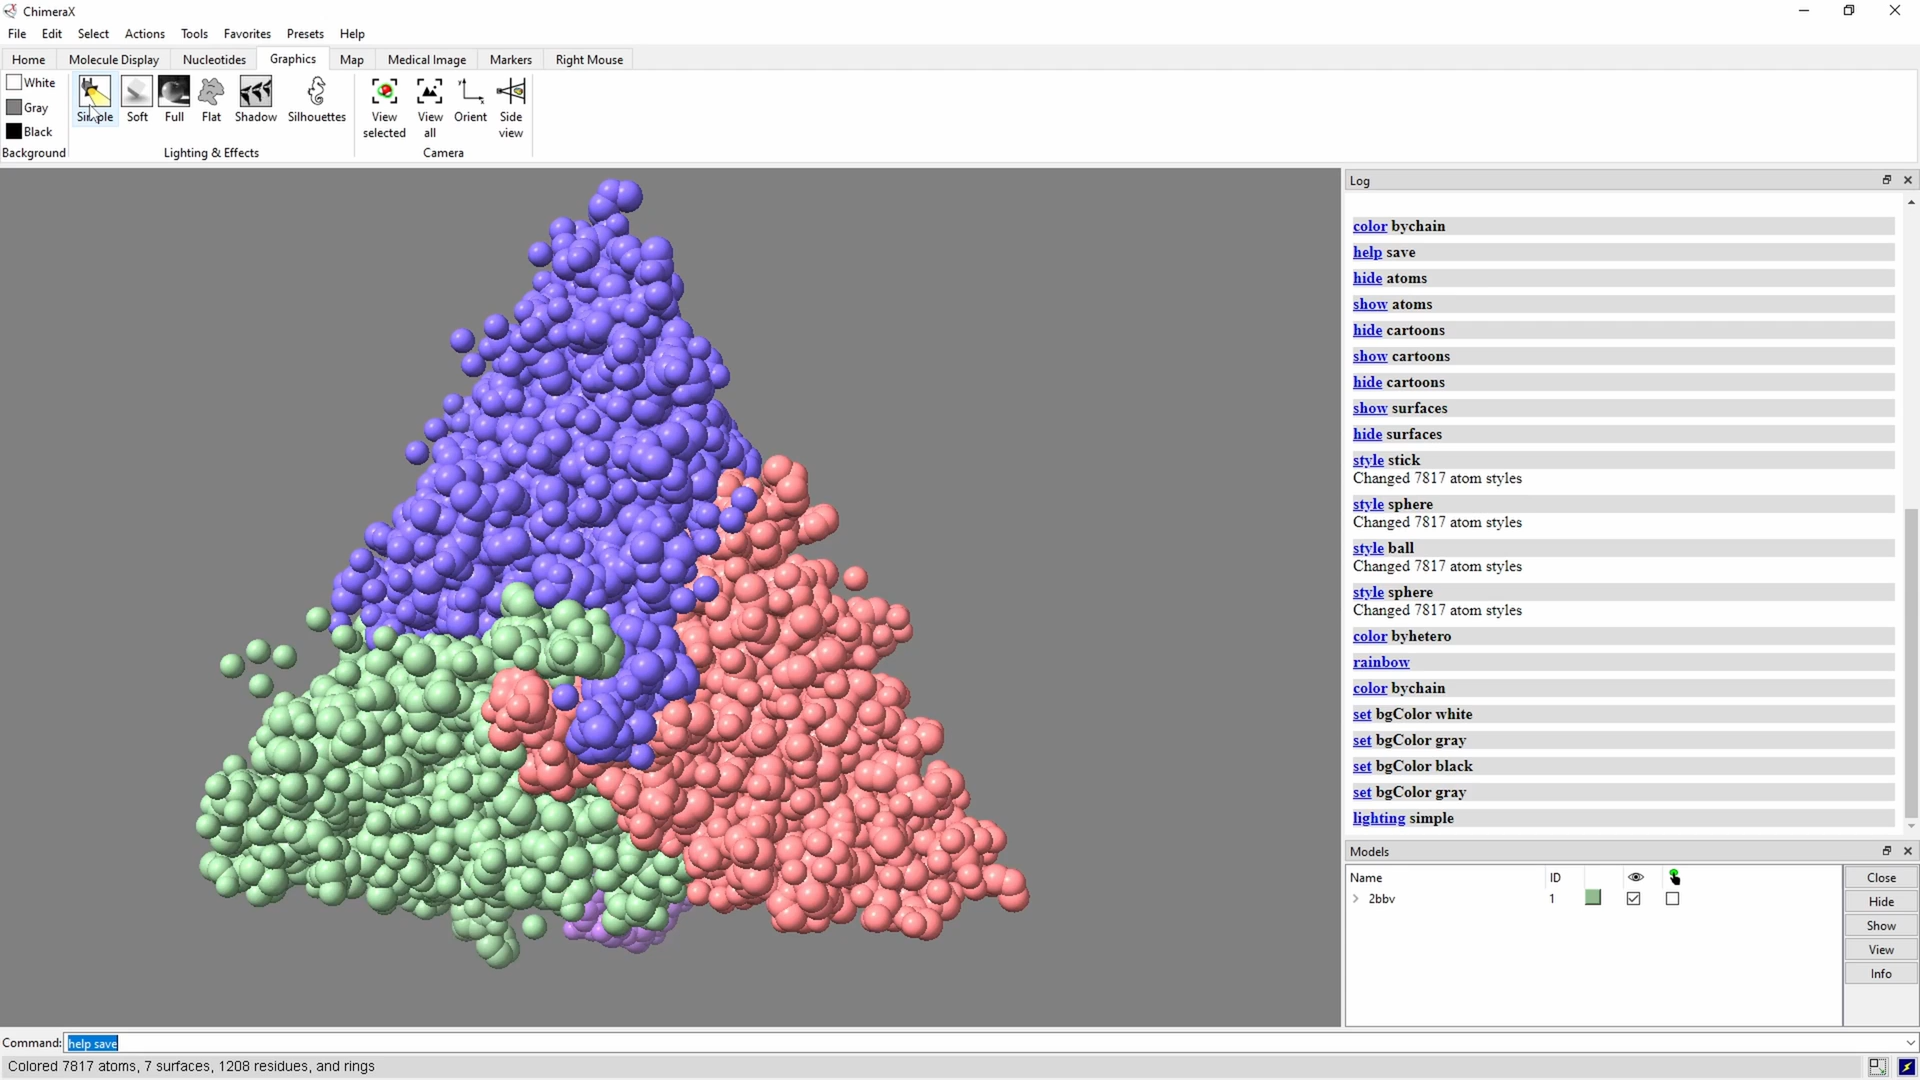 ChimeraX
File Edit Select Actions Tools Favorites Presets Help
Home Molecule Display Nucleotides Graphics Map Medical Image Markers Right Mouse
White
Gray
Black
Background
Simple Soft Full Flat Shadow Silhouettes
Lighting & Effects
View selected View all Orient Side view
Camera
Log
color bychain
help save
hide atoms
show atoms
hide cartoons
show cartoons
hide cartoons
show surfaces
hide surfaces
style stick
Changed 7817 atom styles
style sphere
Changed 7817 atom styles
style ball
Changed 7817 atom styles
style sphere
Changed 7817 atom styles
color byhetero
rainbow
color bychain
set bgColor white
set bgColor gray
set bgColor black
set bgColor gray
lighting simple
Models
Name ID
2bbv 1
Close
Hide
Show
View
Info
Command: help save
Colored 7817 atoms, 7 surfaces, 1208 residues, and rings